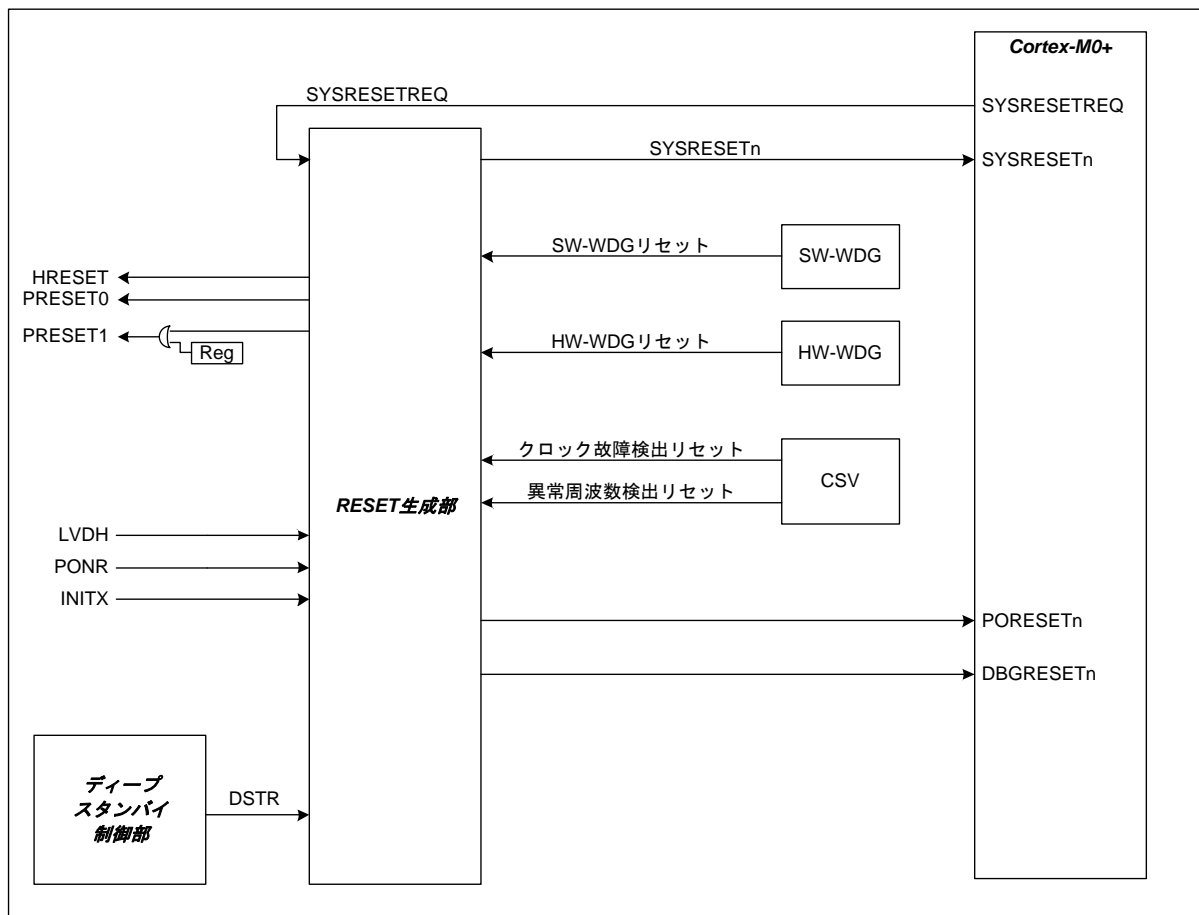 Cortex-M0+
SYSRESETREQ
SYSRESETREQ
SYSRESETn
SYSRESETn
SW-WDGリセット
SW-WDG
HRESET
PRESET0
PRESET1
Reg
HW-WDGリセット
HW-WDG
クロック故障検出リセット
CSV
異常周波数検出リセット
RESET生成部
LVDH
PONR
INITX
PORESETn
DBGRESETn
ディープ
スタンバイ
制御部
DSTR